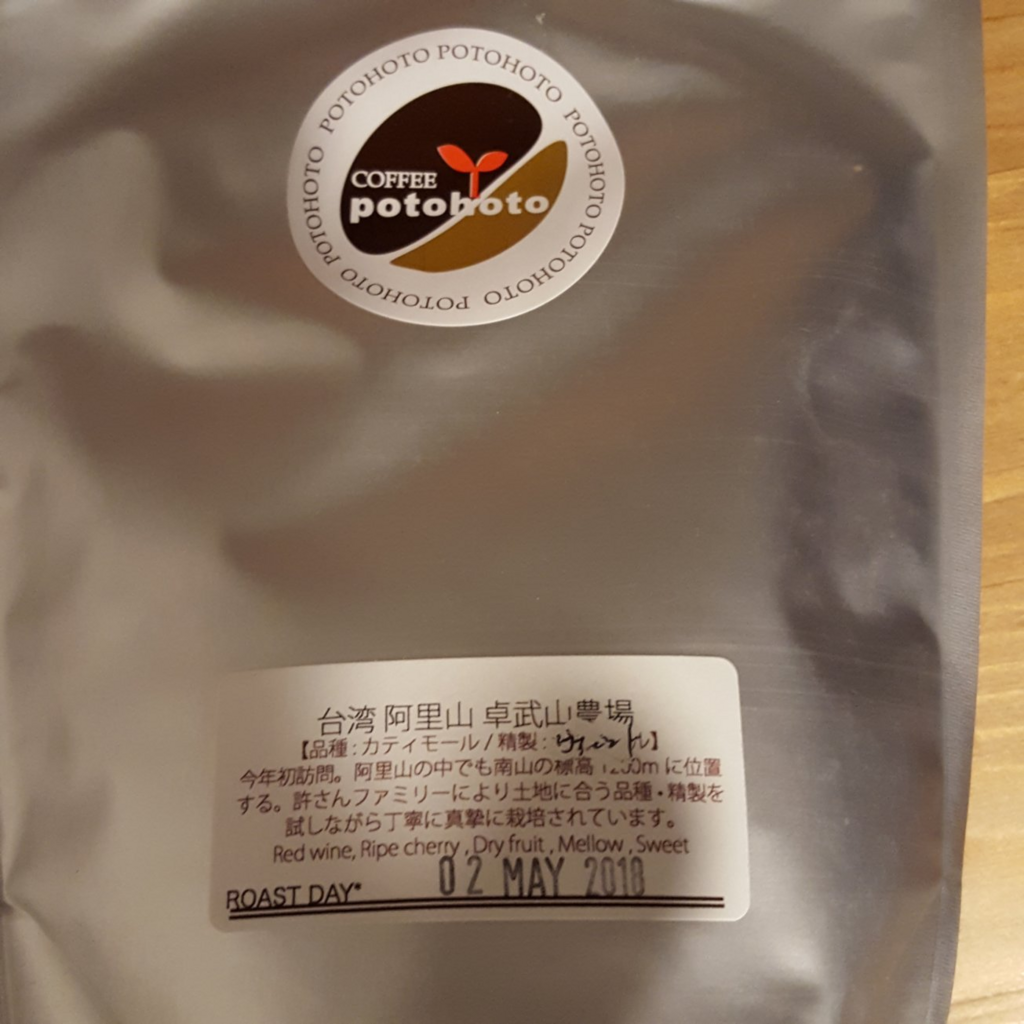 POTOHOTO POTOHOTO POTOHOTO POTOHOTO POTOHOTO POTOHOTO POTOHOTO POTOHOTO
COFFEE
potohoto
台湾 阿里山 卓武山農場
【品種 : カティモール / 精製 : 】
今年初訪問。阿里山の中でも南山の標高 に位置
する。許さんファミリーにより土地に合う品種・精製を
試しながら丁寧に真摯に栽培されています。
Red wine, Ripe cherry , Dry fruit , Mellow , Sweet
02 MAY 2018
ROAST DAY*